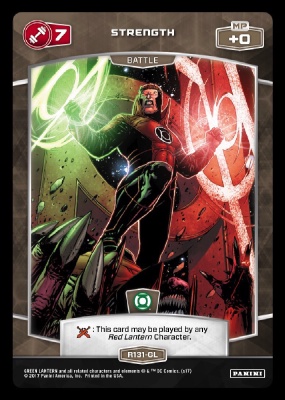 7
STRENGTH
MP
+0
BATTLE
: This card may be played by any
Red Lantern Character.
R131-GL
GREEN LANTERN and all related characters and elements © & ™ DC Comics. (s17)
© 2017 Panini America, Inc. Printed in the USA.
PANINI